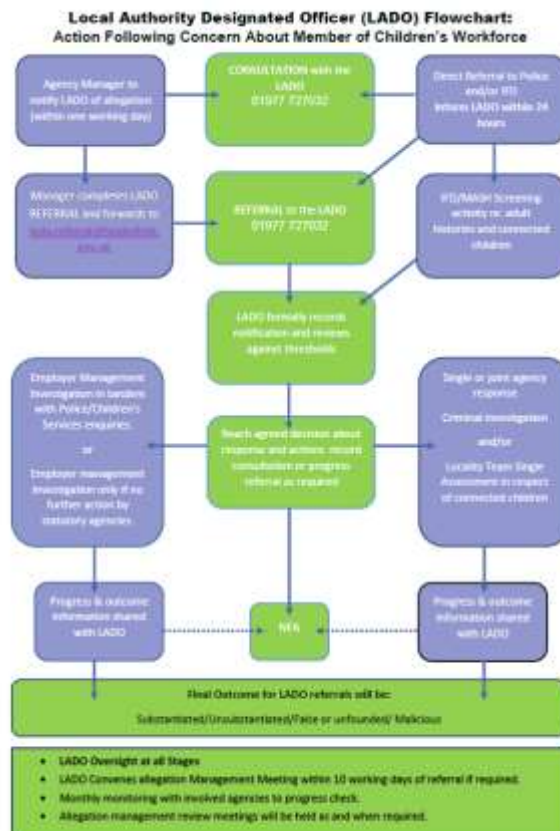 Local Authority Designated Officer (LADO) Flowchart:
Action Following Concern About Member of Children's Workforce
Agency Manager to
notify LADO of allegation
(within one working day)
CONSULTATION with the
LADO
01977 727032
Direct Referral to Police
and/or
Inform LADO within 24
hours
Manager completes LADO
REFERRAL and forwards to
REFERRAL to the LADO
01977 727032
Screening
activity re: adult
histories and connected
children
LADO formally records
notification and reviews
against thresholds
Employer Management
Investigation in tandem
with Police/Children's
Services enquiries.
or
Employer management
investigation only if no
further action by
statutory agencies
Reach agreed decision about
response and actions, record
consultation or progress
referral as required
Single or joint agency
response
Criminal investigation
and/or
Locality Team Single
Assessment in respect
of connected children
Progress & outcome
information shared
with LADO
NFA
Progress & outcome
information shared
with LADO
Final Outcome for LADO referrals will be:
Substantiated/Unsubstantiated/False or unfounded/ Malicious
• LADO Oversight at all Stages
• LADO Convenes allegation Management Meeting within 10 working days of referral if required.
• Monthly monitoring with involved agencies to progress check.
• Allegation management review meetings will be held as and when required.